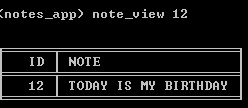 (notes_app) note_view 12
ID NOTE
12 TODAY IS MY BIRTHDAY